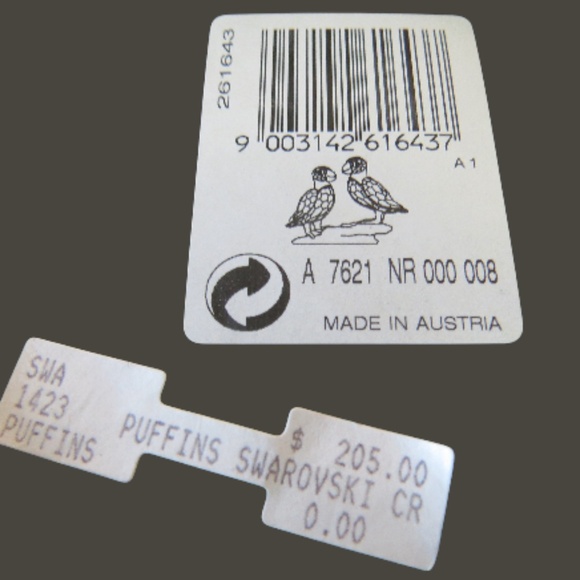 261643
9 003142 616437
A1
A 7621 NR 000 008
MADE IN AUSTRIA
SWA
1423
PUFFINS
$ 205.00
PUFFINS SWAROVSKI CR
0.00